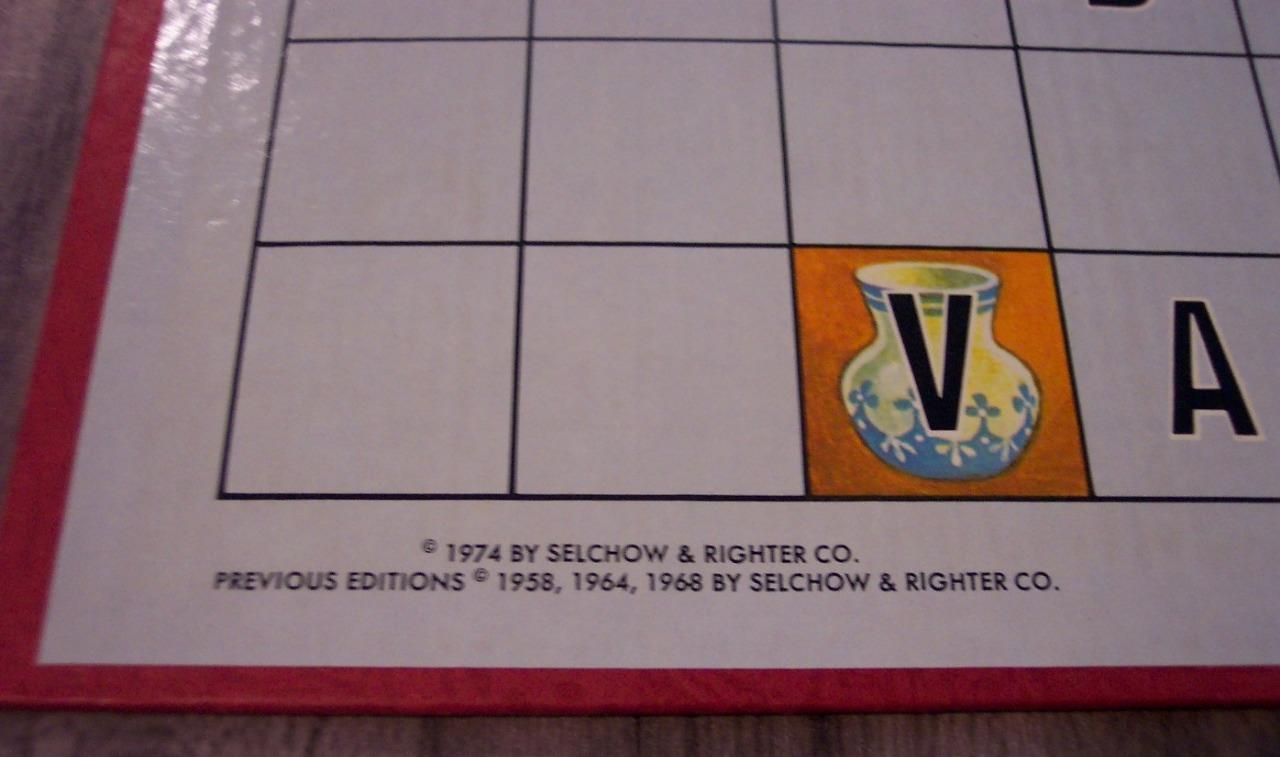 V A
© 1974 BY SELCHOW & RIGHTER CO.
PREVIOUS EDITIONS © 1958, 1964, 1968 BY SELCHOW & RIGHTER CO.